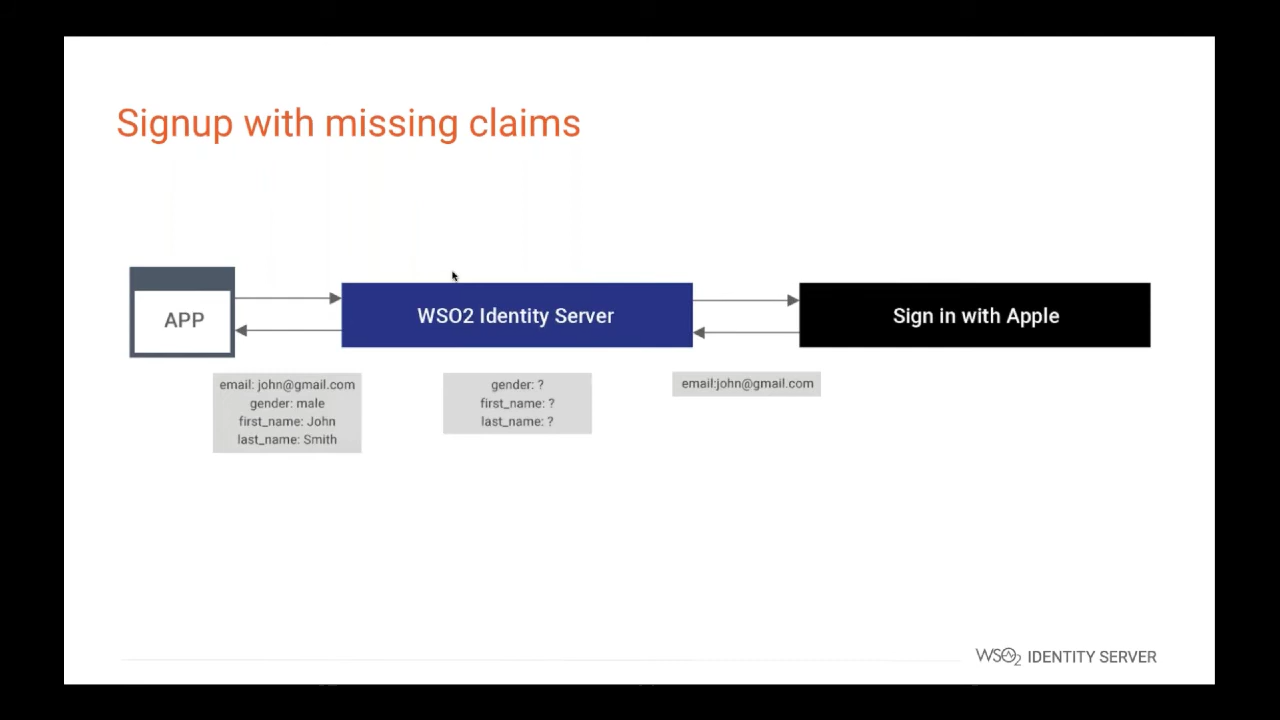 Signup with missing claims
APP
WSO2 Identity Server
Sign in with Apple
email: john@gmail.com
gender: male
first_name: John
last_name: Smith
gender: ?
first_name: ?
last_name: ?
email:john@gmail.com
WSO2 IDENTITY SERVER